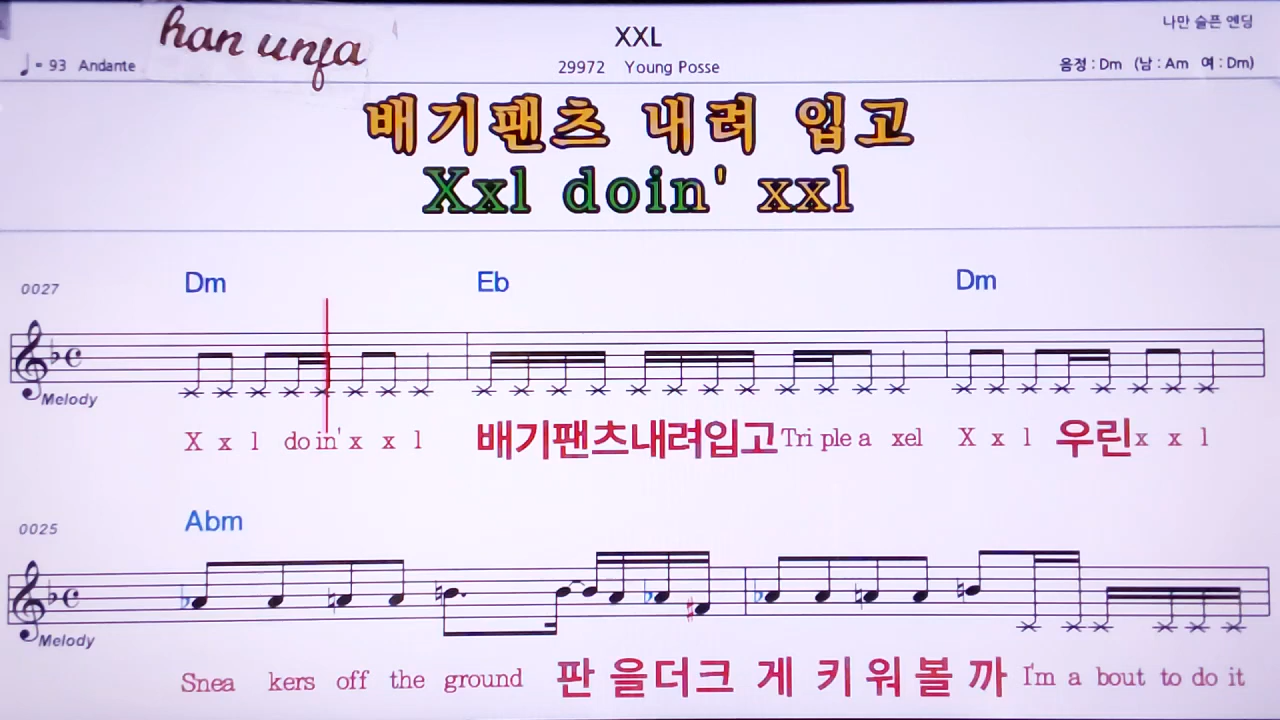 han unja
XXL
나만 슬픈 엔딩
♩= 93 Andante
29972 Young Posse
음정 : Dm (남 : Am 여 : Dm)
배기팬츠 내려 입고
Xxl doin' xxl
0027
Dm Eb Dm
Melody
X x l do in' x x l 배기팬츠내려입고 Tri ple a xel X x l 우린 x x l
0025
Abm
Melody
Snea kers off the ground 판 을더크 게 키 워 볼 까 I'm a bout to do it